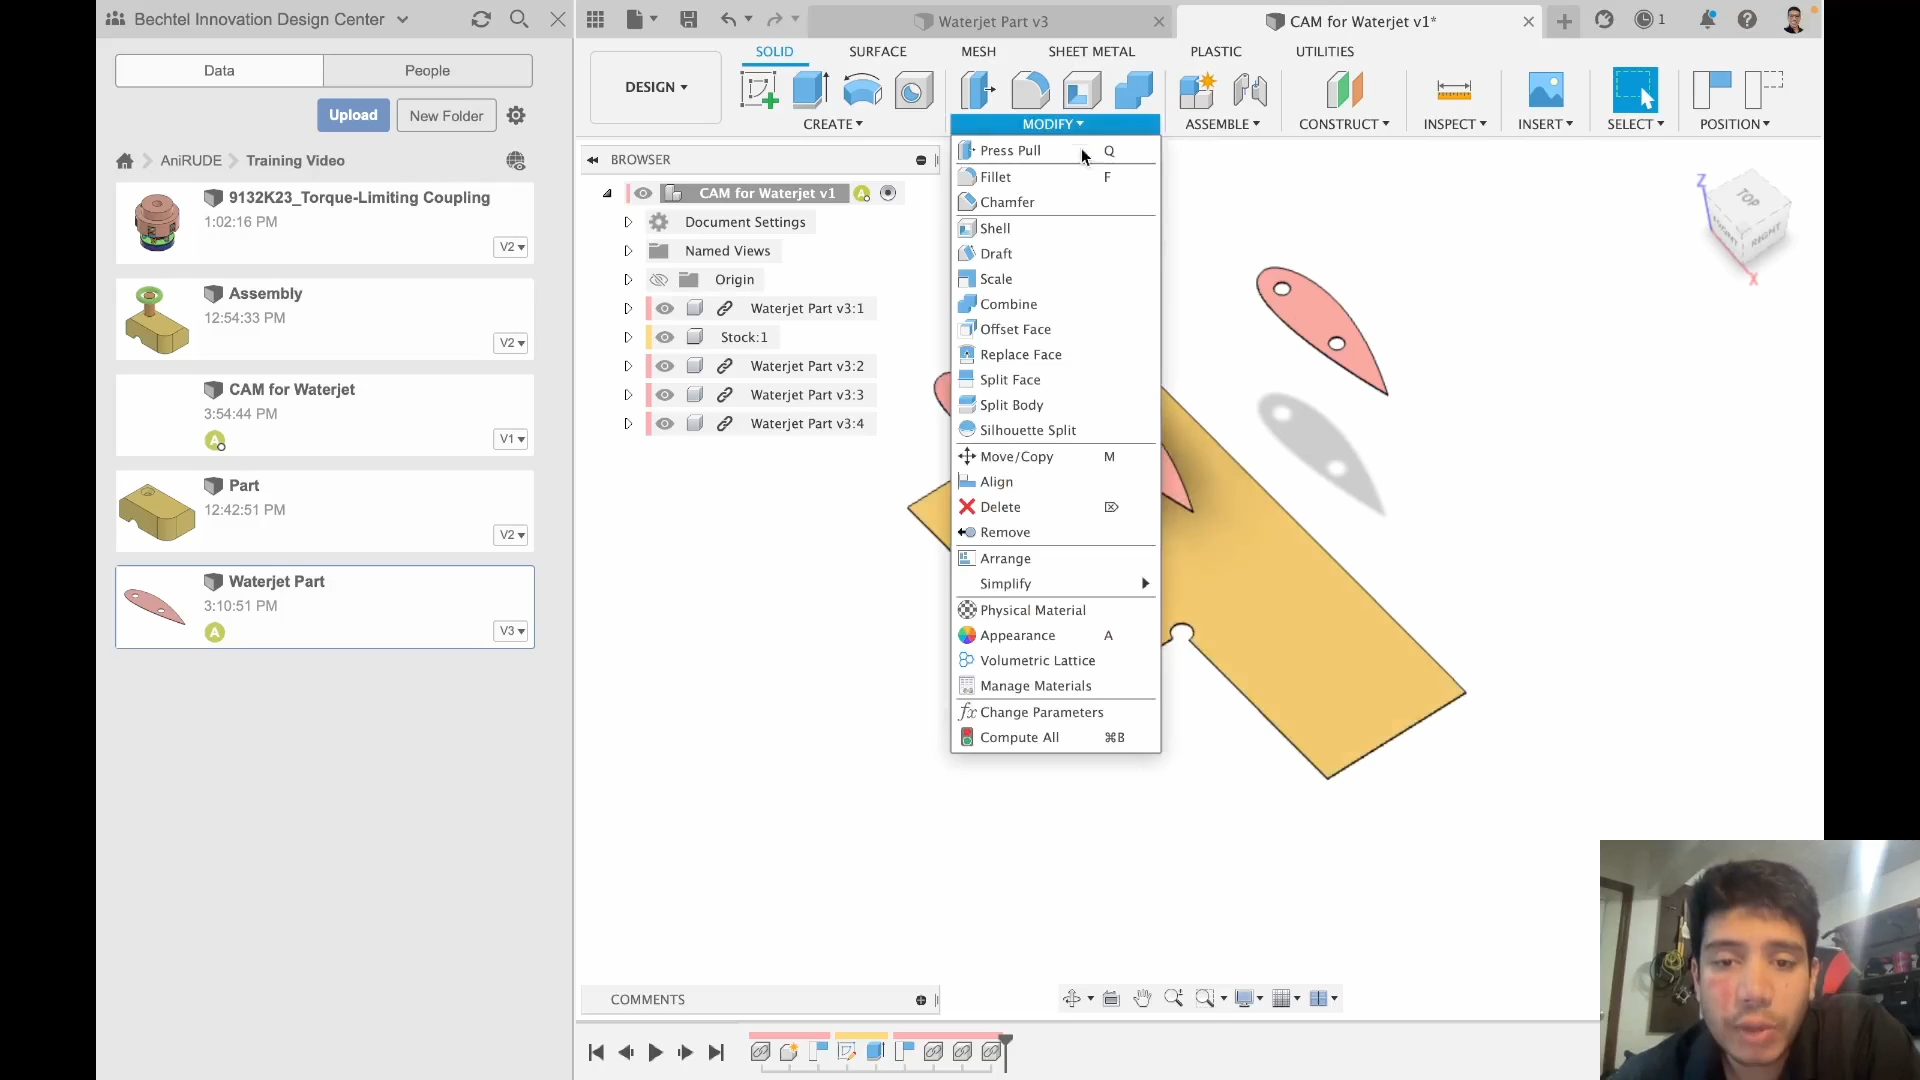 Bechtel Innovation Design Center
Data
People
Upload
New Folder
AniRUDE
Training Video
9132K23_Torque-Limiting Coupling
1:02:16 PM
V2
Assembly
12:54:33 PM
V2
CAM for Waterjet
3:54:44 PM
A
V1
Part
12:42:51 PM
V2
Waterjet Part
3:10:51 PM
A
V3
Waterjet Part v3
CAM for Waterjet v1*
1
DESIGN
SOLID
SURFACE
MESH
SHEET METAL
PLASTIC
UTILITIES
CREATE
MODIFY
ASSEMBLE
CONSTRUCT
INSPECT
INSERT
SELECT
POSITION
BROWSER
CAM for Waterjet v1
A
Document Settings
Named Views
Origin
Waterjet Part v3:1
Stock:1
Waterjet Part v3:2
Waterjet Part v3:3
Waterjet Part v3:4
Press Pull Q
Fillet F
Chamfer
Shell
Draft
Scale
Combine
Offset Face
Replace Face
Split Face
Split Body
Silhouette Split
Move/Copy M
Align
Delete ⌦
Remove
Arrange
Simplify
Physical Material
Appearance A
Volumetric Lattice
Manage Materials
fx Change Parameters
Compute All ⌘B
Z
TOP
FRONT
RIGHT
X
COMMENTS